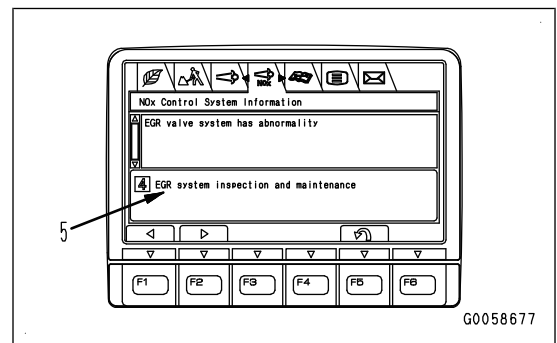 NOx
NOx Control System Information
EGR valve system has abnormality
4 EGR system inspection and maintenance
5
F1 F2 F3 F4 F5 F6
G0058677